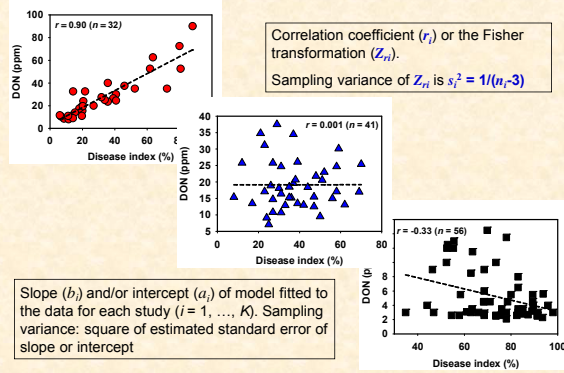 100
80
60
40
20
0
DON (ppm)
r = 0.90 (n = 32)
0 20 40 60 8
Disease index (%)
Correlation coefficient (rᵢ) or the Fisher
transformation (Zᵣᵢ).
Sampling variance of Zᵣᵢ is sᵢ² = 1/(nᵢ-3)
40
35
30
25
20
15
10
5
DON (ppm)
r = 0.001 (n = 41)
0 20 40 60 80
Disease index (%)
r = -0.33 (n = 56)
8
6
4
2
0
DON (p
40 60 80 100
Disease index (%)
Slope (bᵢ) and/or intercept (aᵢ) of model fitted to
the data for each study (i = 1, …, K). Sampling
variance: square of estimated standard error of
slope or intercept